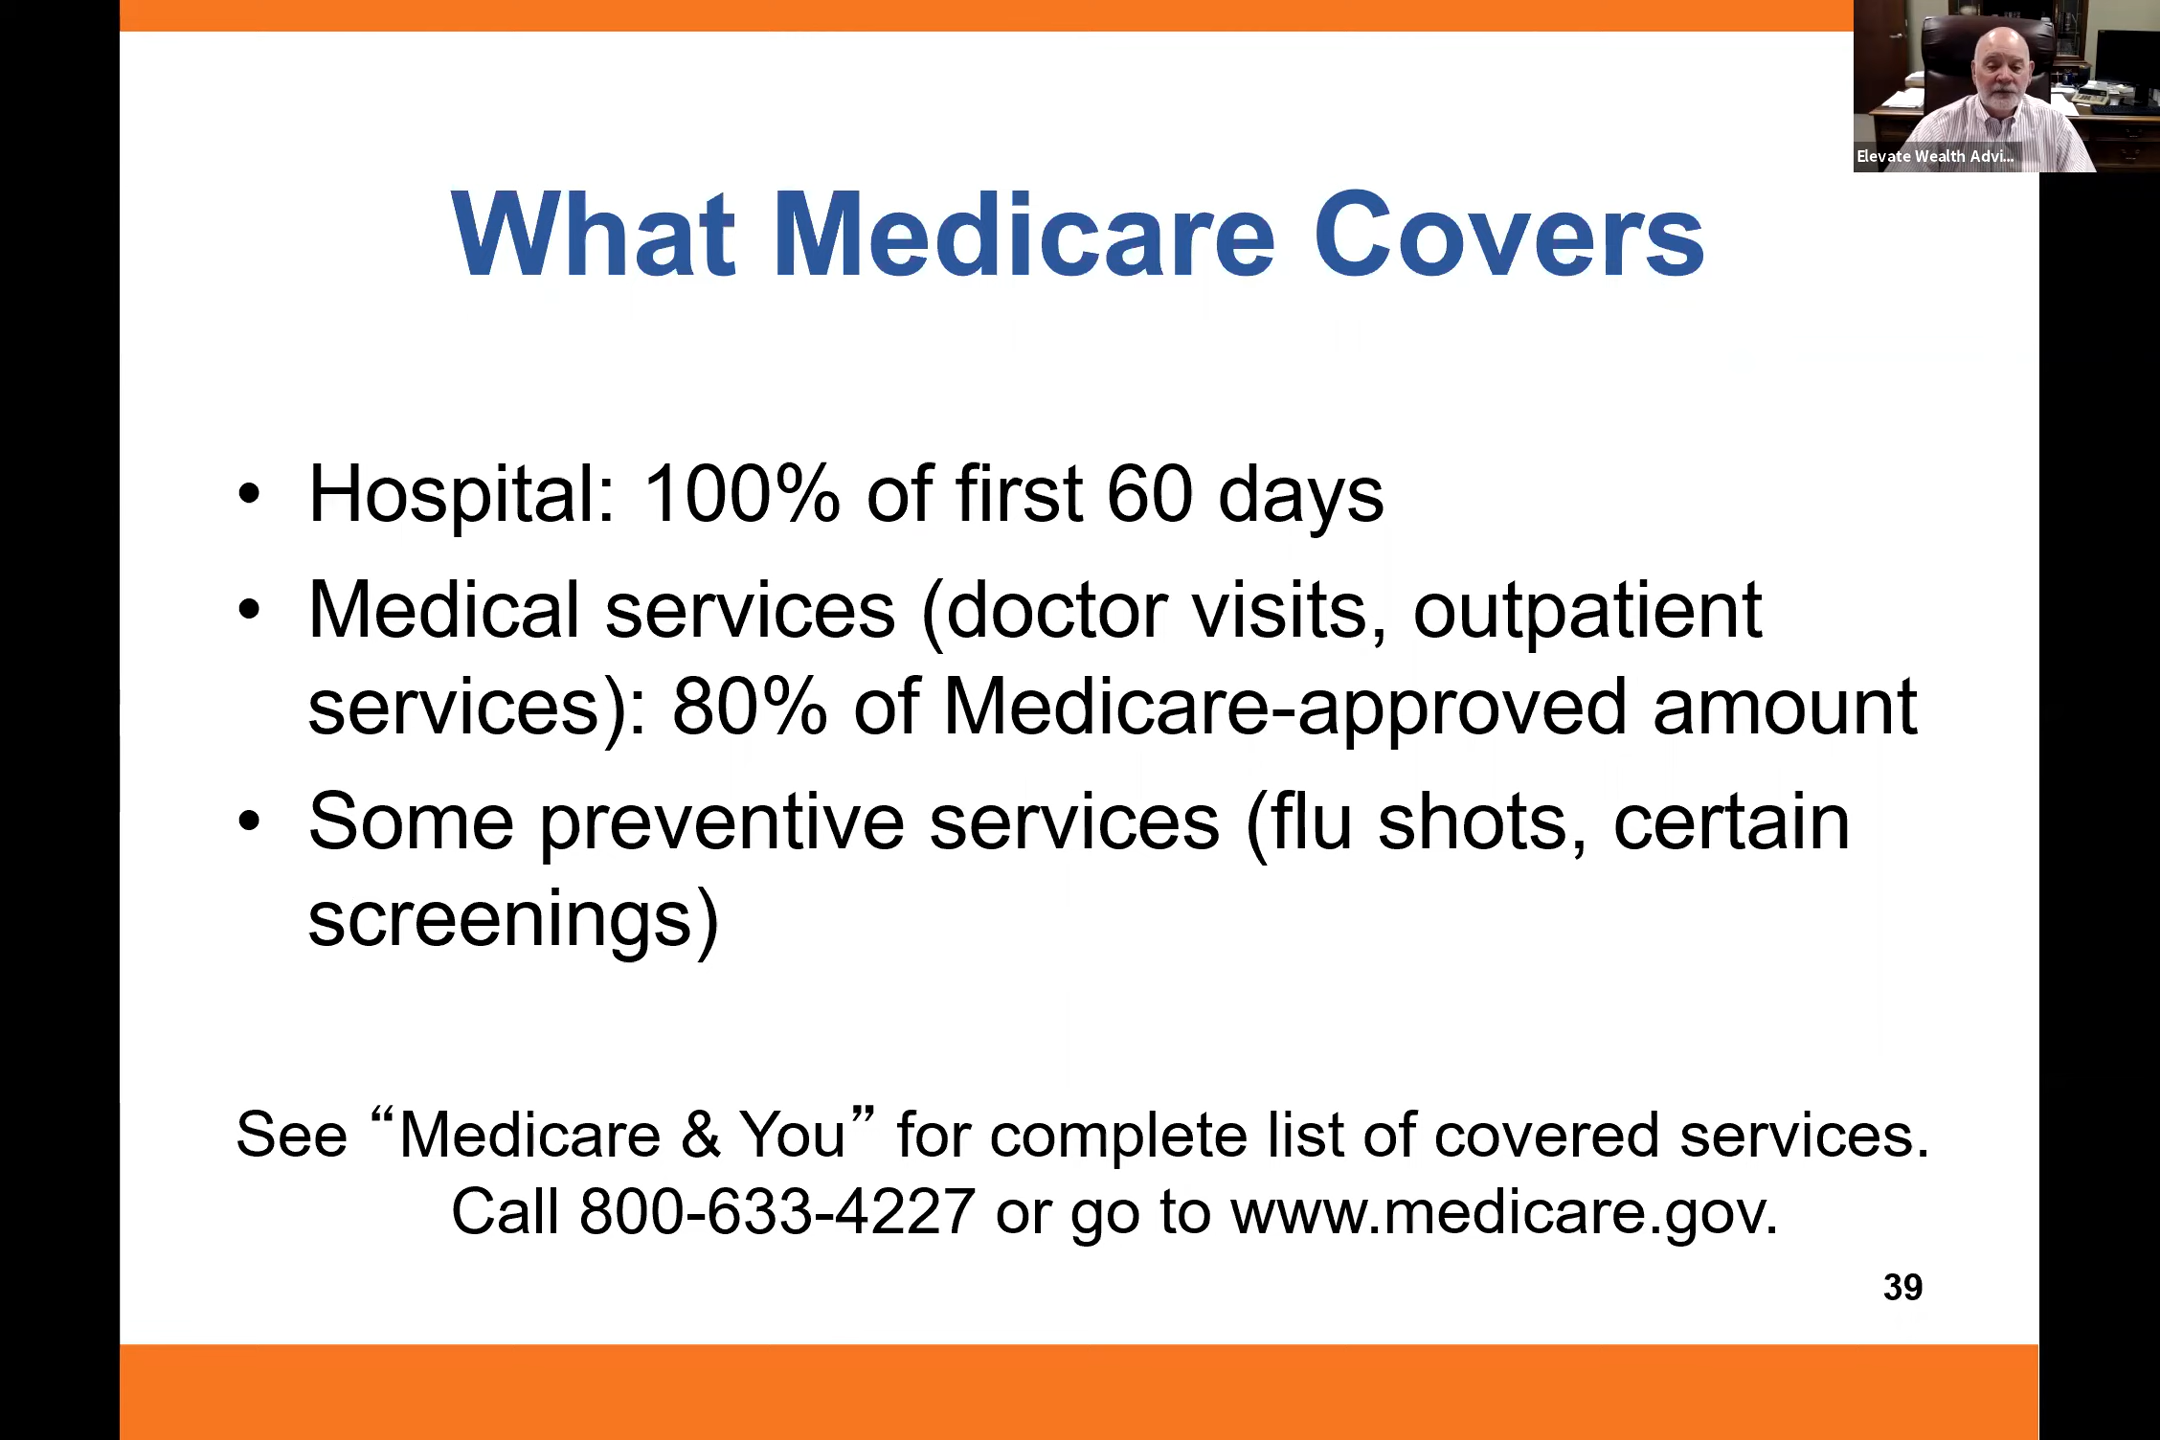 Elevate Wealth Advi...
What Medicare Covers
• Hospital: 100% of first 60 days
• Medical services (doctor visits, outpatient
services): 80% of Medicare-approved amount
• Some preventive services (flu shots, certain
screenings)
See “Medicare & You” for complete list of covered services.
Call 800-633-4227 or go to www.medicare.gov.
39